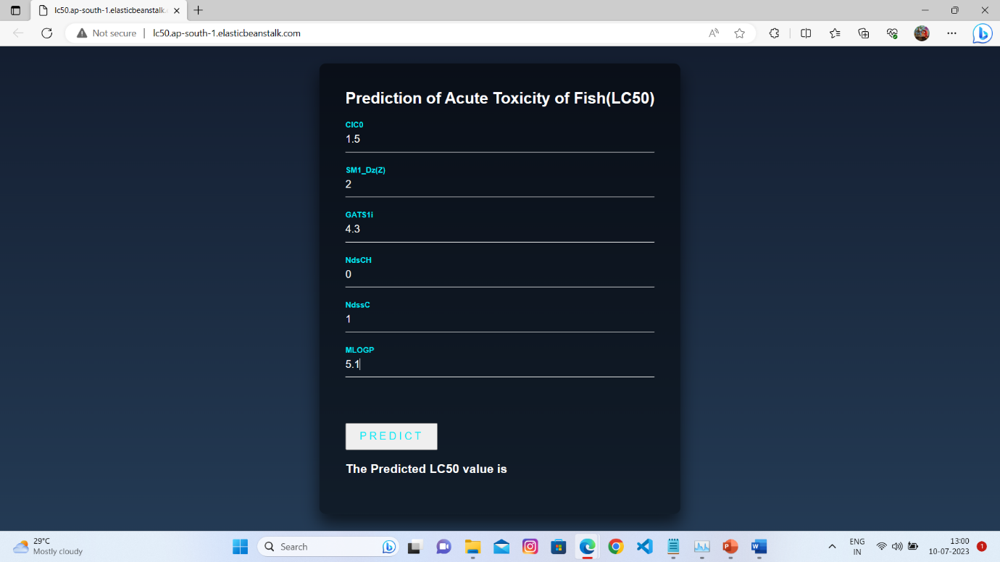 lc50.ap-south-1.elasticbeanstalk.
Not secure | lc50.ap-south-1.elasticbeanstalk.com
Prediction of Acute Toxicity of Fish(LC50)
CIC0
1.5
SM1_Dz(Z)
2
GATS1i
4.3
NdsCH
0
NdssC
1
MLOGP
5.1
PREDICT
The Predicted LC50 value is
29°C
Mostly cloudy
Search
ENG
IN
13:00
10-07-2023
1